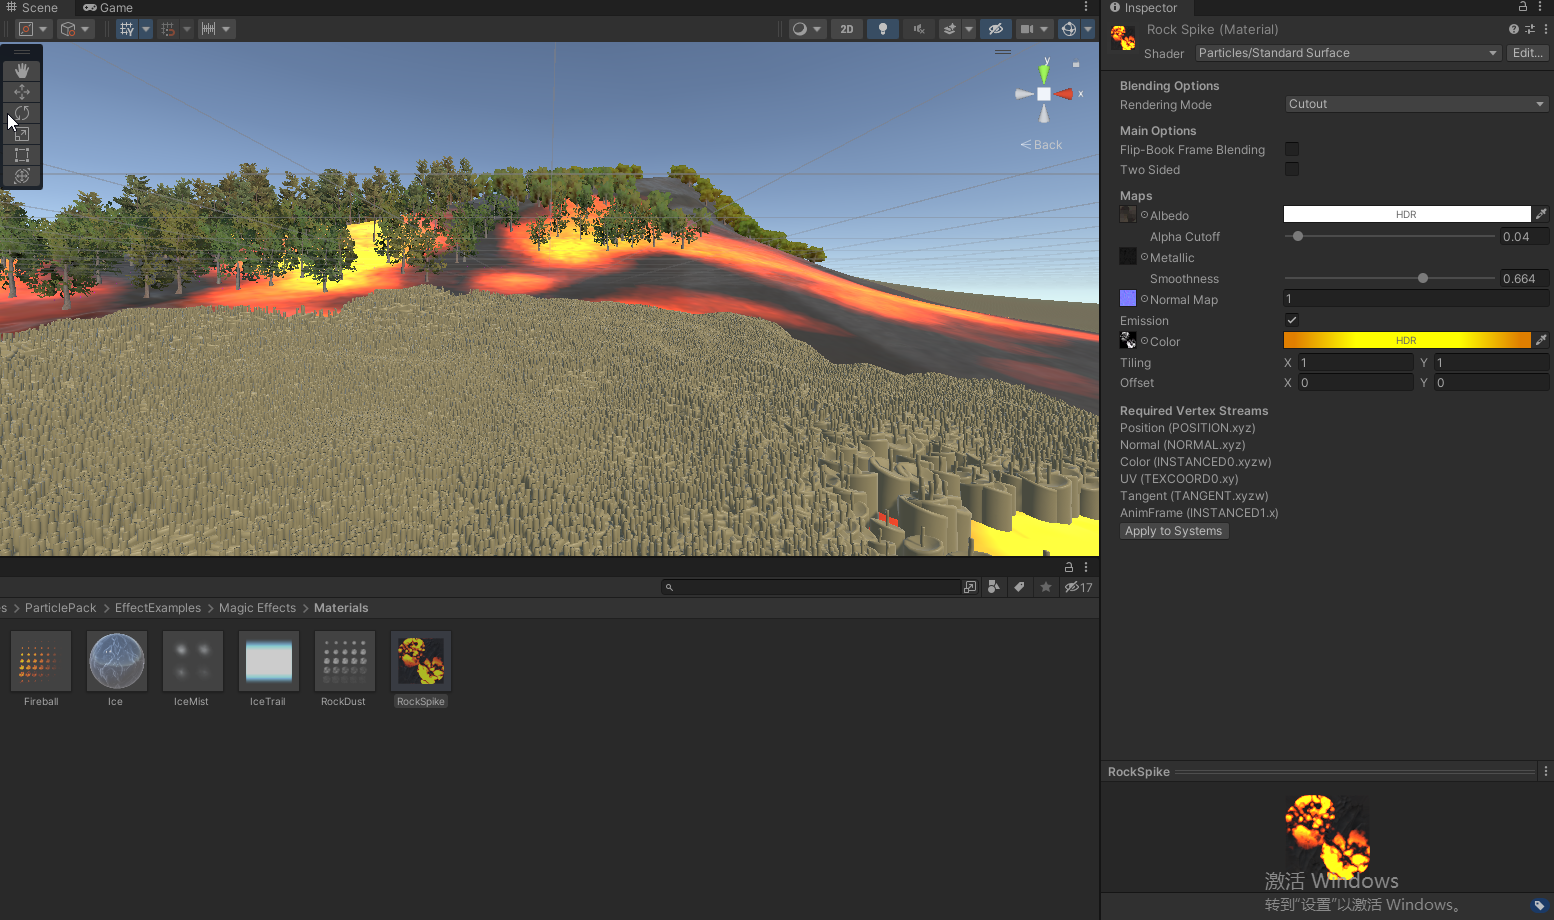 Scene
Game
2D
y
x
< Back
17
s > ParticlePack > EffectExamples > Magic Effects > Materials
Fireball
Ice
IceMist
IceTrail
RockDust
RockSpike
Inspector
Rock Spike (Material)
Shader
Particles/Standard Surface
Edit...
Blending Options
Rendering Mode
Cutout
Main Options
Flip-Book Frame Blending
Two Sided
Maps
Albedo
HDR
Alpha Cutoff
0.04
Metallic
Smoothness
0.664
Normal Map
1
Emission
Color
HDR
Tiling
X 1
Y 1
Offset
X 0
Y 0
Required Vertex Streams
Position (POSITION.xyz)
Normal (NORMAL.xyz)
Color (INSTANCED0.xyzw)
UV (TEXCOORD0.xy)
Tangent (TANGENT.xyzw)
AnimFrame (INSTANCED1.x)
Apply to Systems
RockSpike
激活 Windows
转到“设置”以激活 Windows。